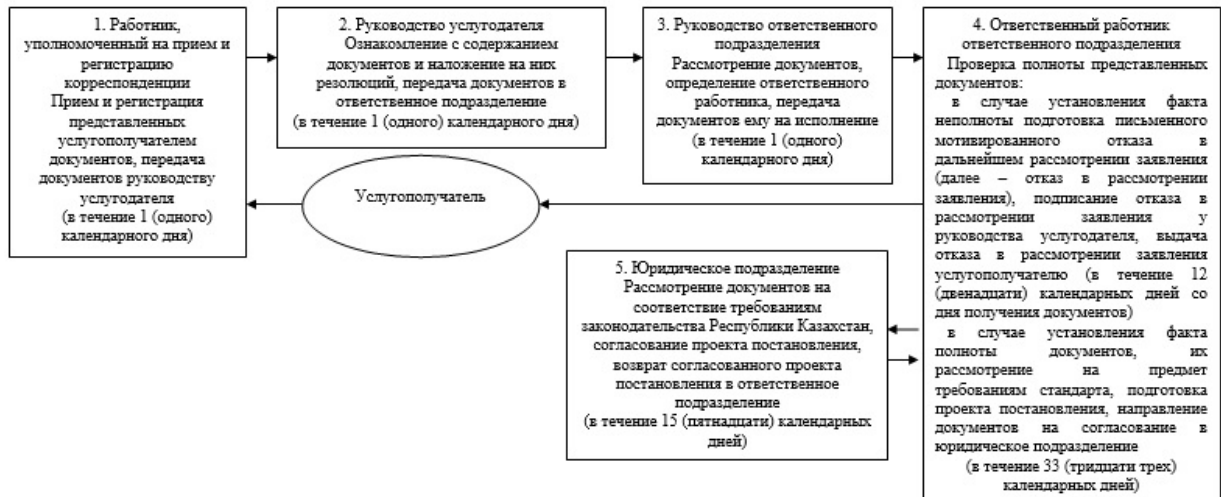 1. Работник,
уполномоченный на прием и
регистрацию
корреспонденции
Прием и регистрация
представленных
услугополучателем
документов, передача
документов руководству
услугодателя
(в течение 1 (одного)
календарного дня)
2. Руководство услугодателя
Ознакомление с содержанием
документов и наложение на них
резолюций, передача документов в
ответственное подразделение
(в течение 1 (одного) календарного дня)
3. Руководство ответственного
подразделения
Рассмотрение документов,
определение ответственного
работника, передача
документов ему на исполнение
(в течение 1 (одного)
календарного дня)
4. Ответственный работник
ответственного подразделения
Проверка полноты представленных
документов:
в случае установления факта
неполноты подготовка письменного
мотивированного отказа в
дальнейшем рассмотрении заявления
(далее – отказ в рассмотрении
заявления), подписание отказа в
рассмотрении заявления у
руководства услугодателя, выдача
отказа в рассмотрении заявления
услугополучателю (в течение 12
(двенадцати) календарных дней со
дня получения документов)
в случае установления факта
полноты документов, их
рассмотрение на предмет
требованиям стандарта, подготовка
проекта постановления, направление
документов на согласование в
юридическое подразделение
(в течение 33 (тридцати трех)
календарных дней)
Услугополучатель
5. Юридическое подразделение
Рассмотрение документов на
соответствие требованиям
законодательства Республики Казахстан,
согласование проекта постановления,
возврат согласованного проекта
постановления в ответственное
подразделение
(в течение 15 (пятнадцати) календарных
дней)